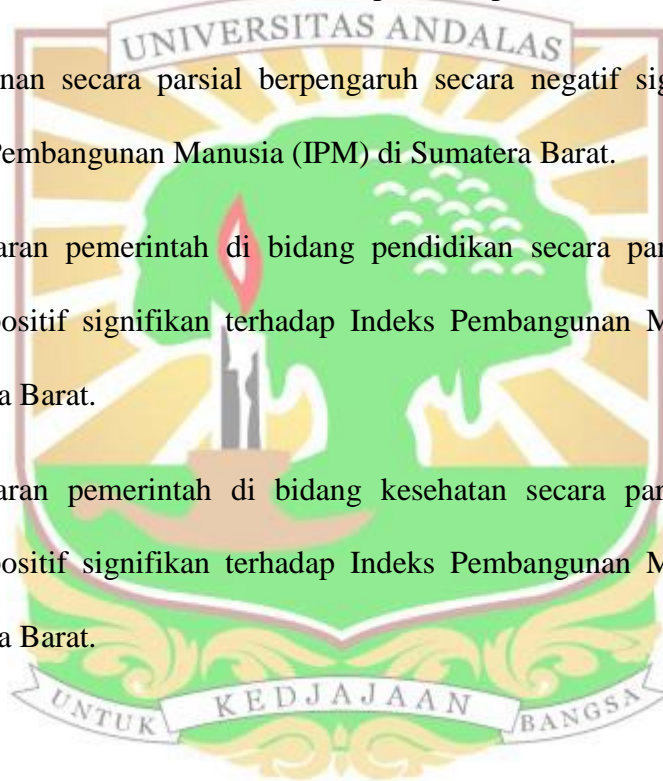 UNIVERSITAS ANDALAS
nan secara parsial berpengaruh secara negatif sig
Pembangunan Manusia (IPM) di Sumatera Barat.
aran pemerintah di bidang pendidikan secara par
ositif signifikan terhadap Indeks Pembangunan M
a Barat.
aran pemerintah di bidang kesehatan secara par
ositif signifikan terhadap Indeks Pembangunan M
a Barat.
UNTUK KEDJAJAAN BANGSA